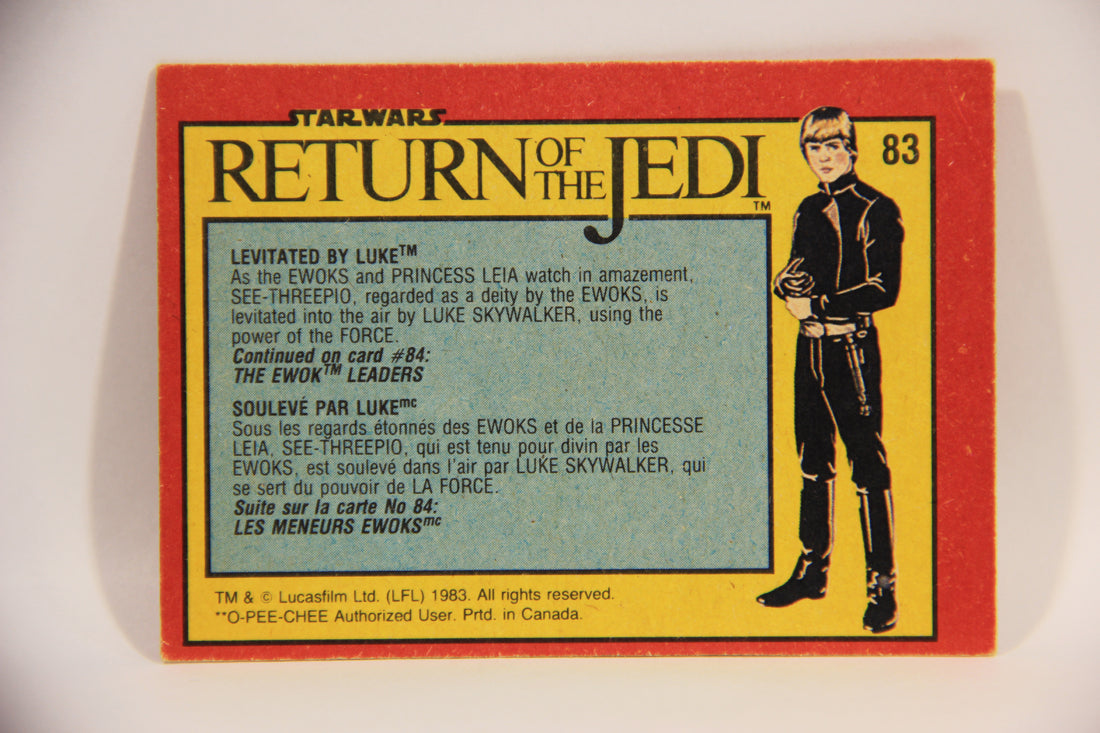 STAR WARS
RETURN OF THE JEDI™
83
LEVITATED BY LUKE™
As the EWOKS and PRINCESS LEIA watch in amazement,
SEE-THREEPIO, regarded as a deity by the EWOKS, is
levitated into the air by LUKE SKYWALKER, using the
power of the FORCE.
Continued on card #84:
THE EWOK™ LEADERS
SOULEVÉ PAR LUKEmc
Sous les regards étonnés des EWOKS et de la PRINCESSE
LEIA, SEE-THREEPIO, qui est tenu pour divin par les
EWOKS, est soulevé dans l'air par LUKE SKYWALKER, qui
se sert du pouvoir de LA FORCE.
Suite sur la carte No 84:
LES MENEURS EWOKSmc
TM & © Lucasfilm Ltd. (LFL) 1983. All rights reserved.
**O-PEE-CHEE Authorized User. Prtd. in Canada.